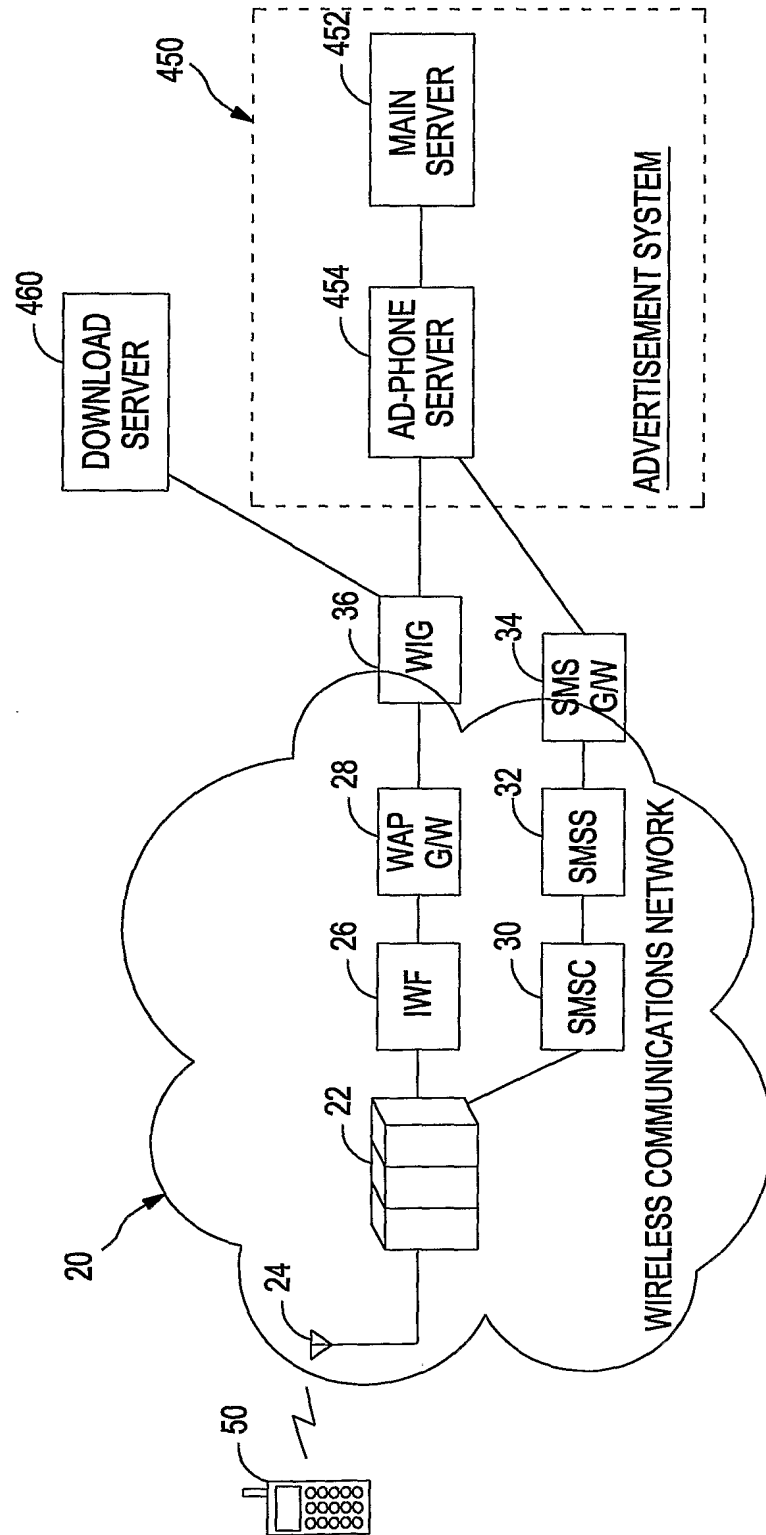 450
452
MAIN
SERVER
454
AD-PHONE
SERVER
ADVERTISEMENT SYSTEM
460
DOWNLOAD
SERVER
36
WIG
34
SMS
G/W
28
WAP
G/W
32
SMSS
26
IWF
30
SMSC
22
20
24
50
WIRELESS COMMUNICATIONS NETWORK